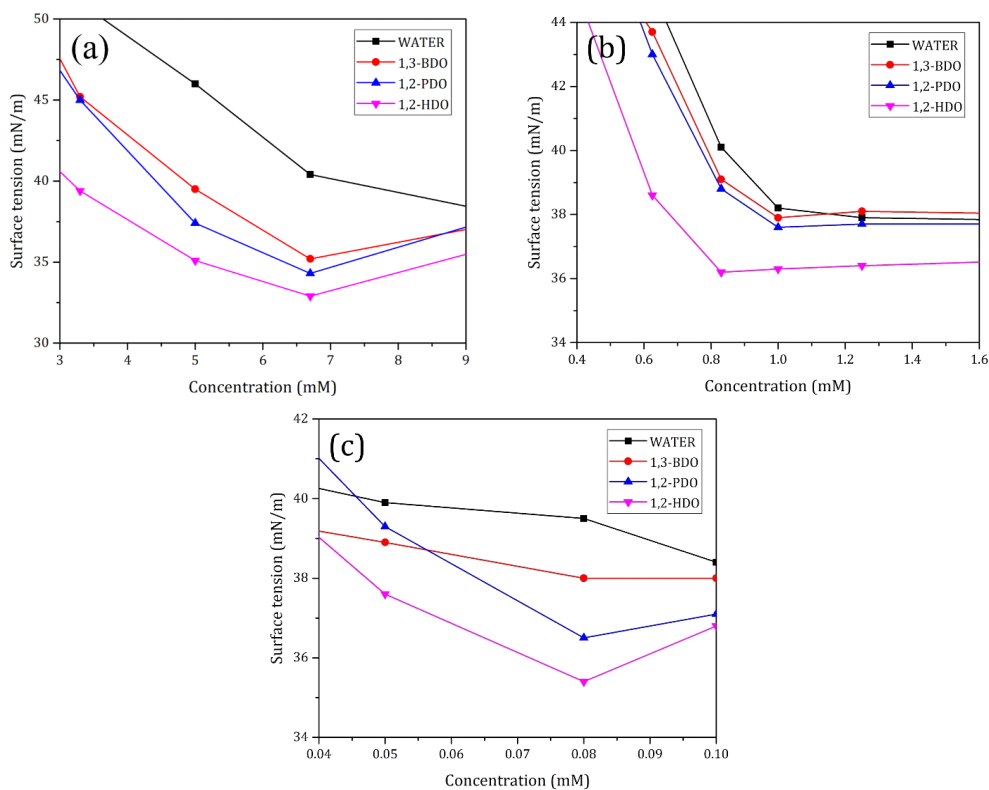 (a)
WATER
1,3-BDO
1,2-PDO
1,2-HDO
Surface tension (mN/m)
50
45
40
35
30
3
4
5
6
7
8
9
Concentration (mM)
(b)
WATER
1,3-BDO
1,2-PDO
1,2-HDO
Surface tension (mN/m)
44
42
40
38
36
34
0.4
0.6
0.8
1.0
1.2
1.4
1.6
Concentration (mM)
(c)
WATER
1,3-BDO
1,2-PDO
1,2-HDO
Surface tension (mN/m)
42
40
38
36
34
0.04
0.05
0.06
0.07
0.08
0.09
0.10
Concentration (mM)